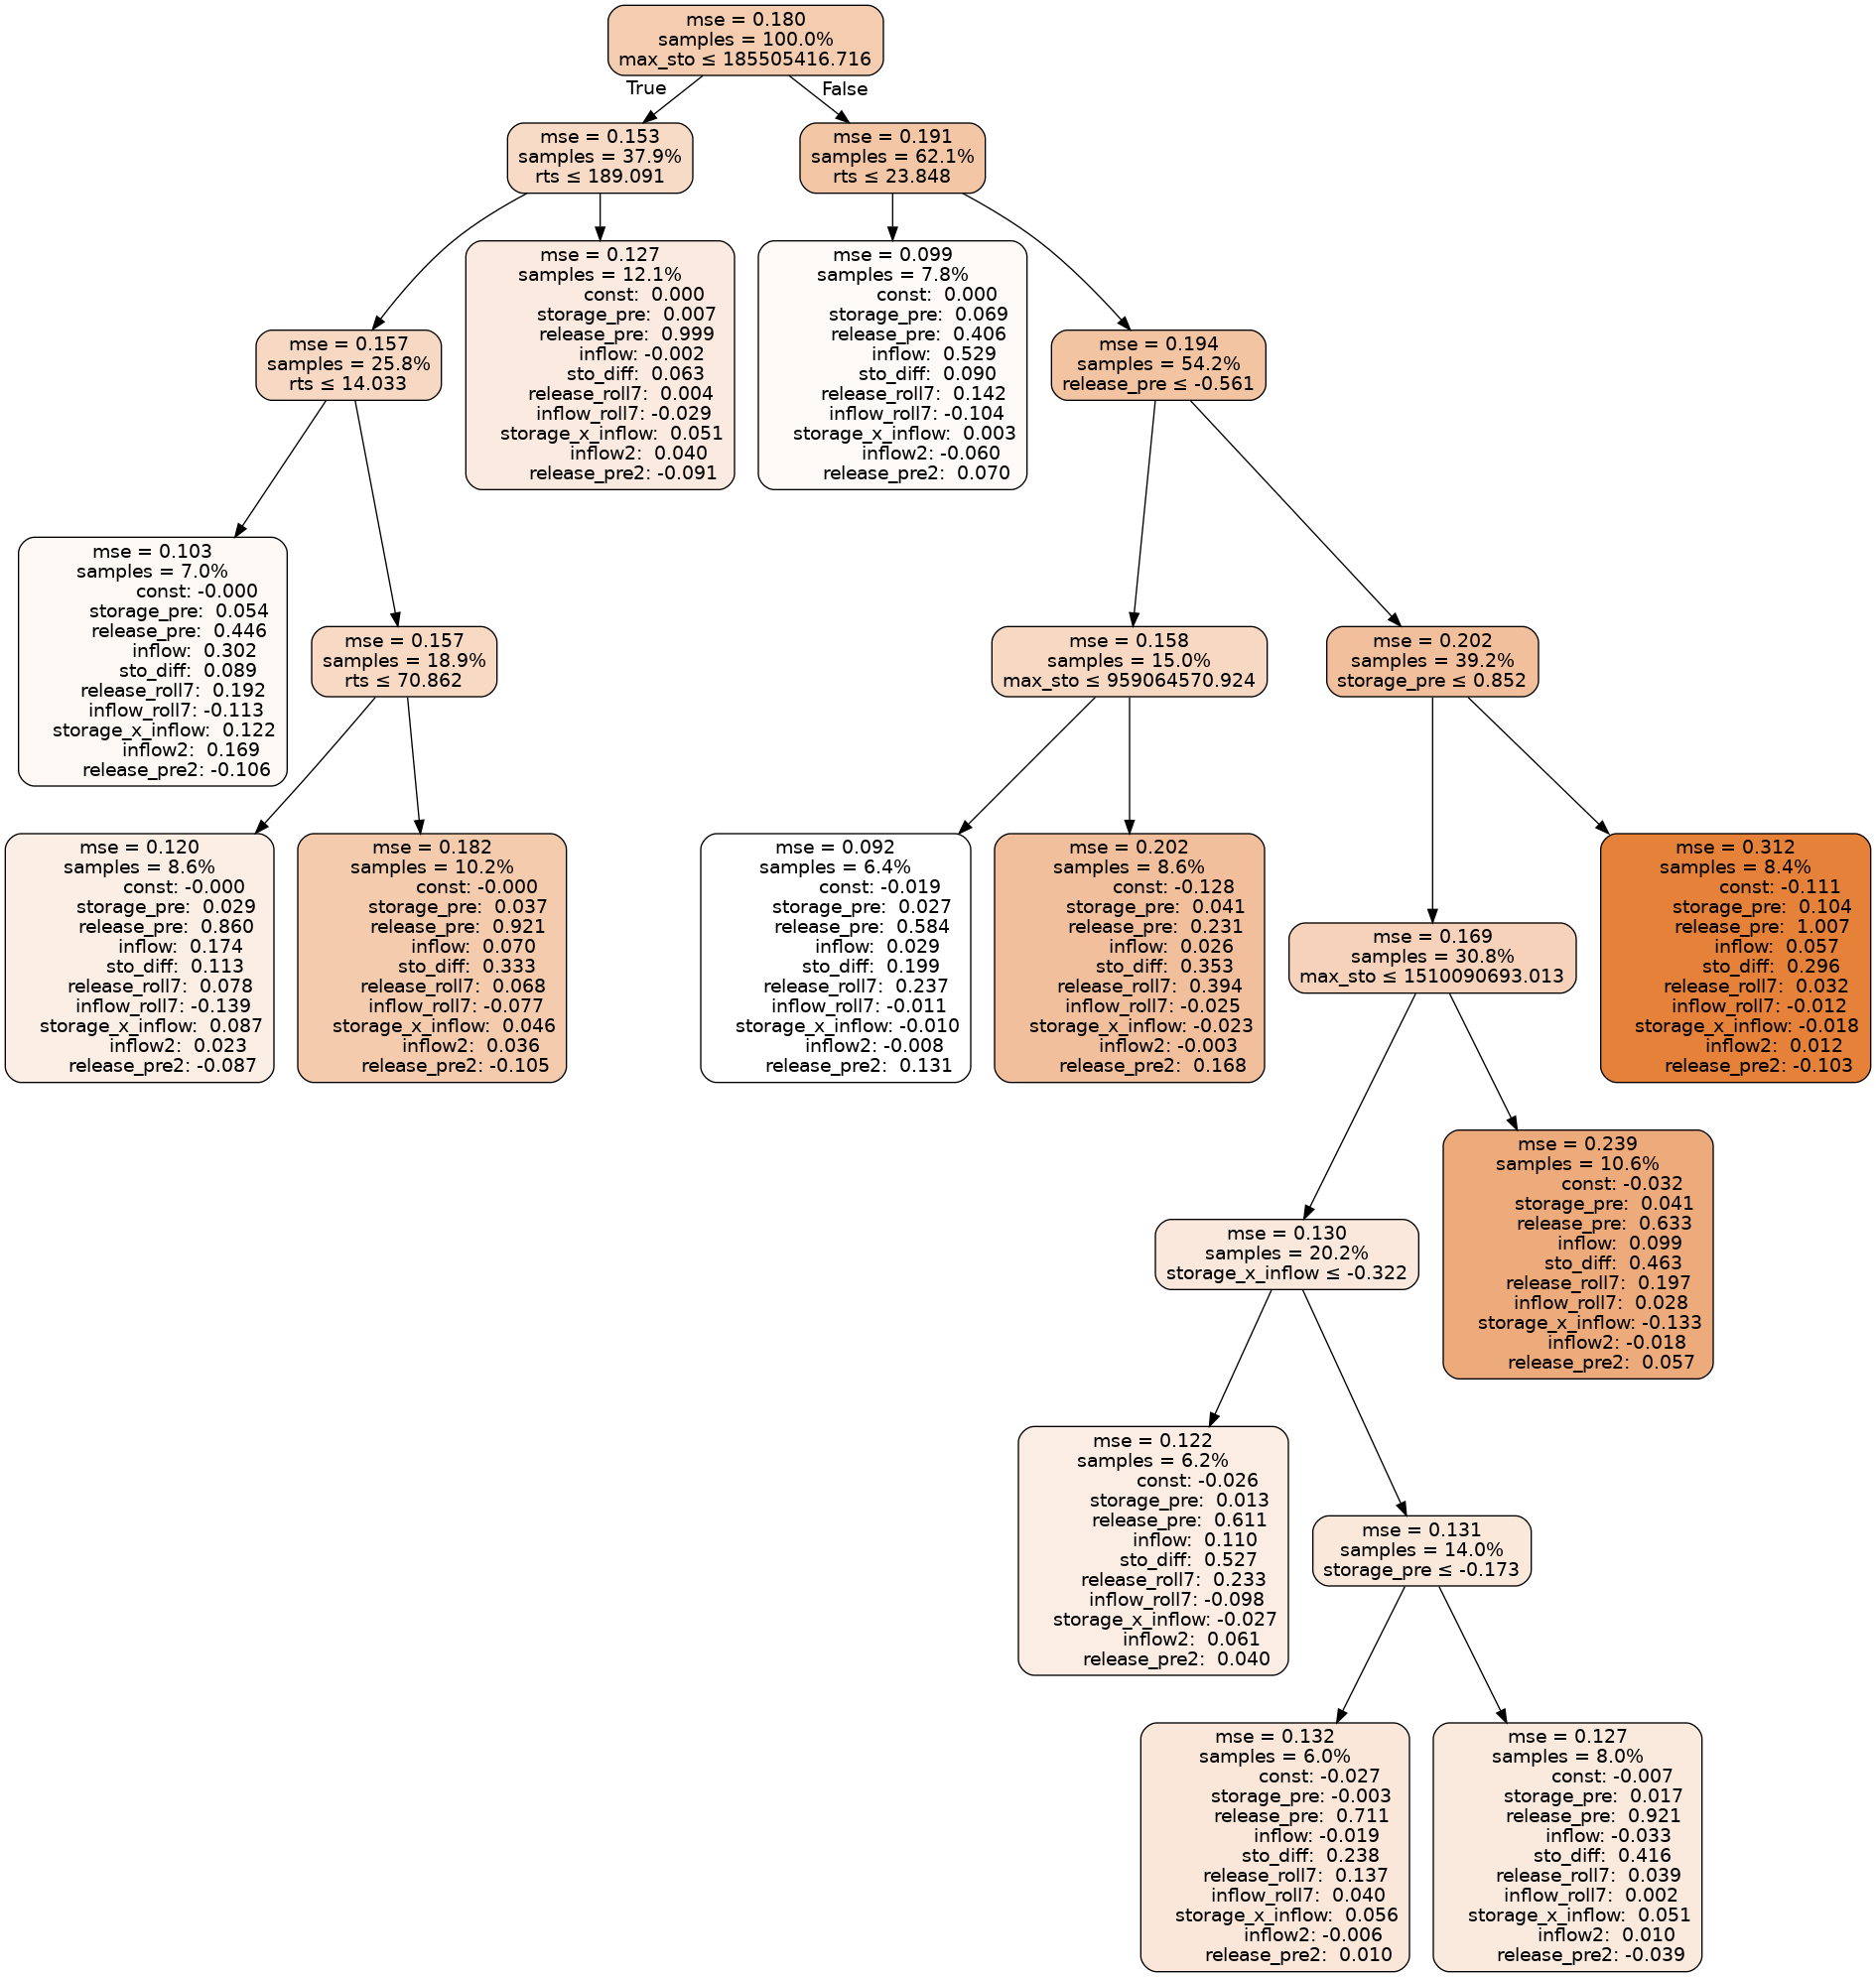 mse = 0.180
samples = 100.0%
max_sto ≤ 185505416.716
True
False
mse = 0.153
samples = 37.9%
rts ≤ 189.091
mse = 0.191
samples = 62.1%
rts ≤ 23.848
mse = 0.127
samples = 12.1%
const: 0.000
storage_pre: 0.007
release_pre: 0.999
inflow: -0.002
sto_diff: 0.063
release_roll7: 0.004
inflow_roll7: -0.029
storage_x_inflow: 0.051
inflow2: 0.040
release_pre2: -0.091
mse = 0.099
samples = 7.8%
const: 0.000
storage_pre: 0.069
release_pre: 0.406
inflow: 0.529
sto_diff: 0.090
release_roll7: 0.142
inflow_roll7: -0.104
storage_x_inflow: 0.003
inflow2: -0.060
release_pre2: 0.070
mse = 0.157
samples = 25.8%
rts ≤ 14.033
mse = 0.194
samples = 54.2%
release_pre ≤ -0.561
mse = 0.103
samples = 7.0%
const: -0.000
storage_pre: 0.054
release_pre: 0.446
inflow: 0.302
sto_diff: 0.089
release_roll7: 0.192
inflow_roll7: -0.113
storage_x_inflow: 0.122
inflow2: 0.169
release_pre2: -0.106
mse = 0.157
samples = 18.9%
rts ≤ 70.862
mse = 0.158
samples = 15.0%
max_sto ≤ 959064570.924
mse = 0.202
samples = 39.2%
storage_pre ≤ 0.852
mse = 0.120
samples = 8.6%
const: -0.000
storage_pre: 0.029
release_pre: 0.860
inflow: 0.174
sto_diff: 0.113
release_roll7: 0.078
inflow_roll7: -0.139
storage_x_inflow: 0.087
inflow2: 0.023
release_pre2: -0.087
mse = 0.182
samples = 10.2%
const: -0.000
storage_pre: 0.037
release_pre: 0.921
inflow: 0.070
sto_diff: 0.333
release_roll7: 0.068
inflow_roll7: -0.077
storage_x_inflow: 0.046
inflow2: 0.036
release_pre2: -0.105
mse = 0.092
samples = 6.4%
const: -0.019
storage_pre: 0.027
release_pre: 0.584
inflow: 0.029
sto_diff: 0.199
release_roll7: 0.237
inflow_roll7: -0.011
storage_x_inflow: -0.010
inflow2: -0.008
release_pre2: 0.131
mse = 0.202
samples = 8.6%
const: -0.128
storage_pre: 0.041
release_pre: 0.231
inflow: 0.026
sto_diff: 0.353
release_roll7: 0.394
inflow_roll7: -0.025
storage_x_inflow: -0.023
inflow2: -0.003
release_pre2: 0.168
mse = 0.312
samples = 8.4%
const: -0.111
storage_pre: 0.104
release_pre: 1.007
inflow: 0.057
sto_diff: 0.296
release_roll7: 0.032
inflow_roll7: -0.012
storage_x_inflow: -0.018
inflow2: 0.012
release_pre2: -0.103
mse = 0.169
samples = 30.8%
max_sto ≤ 1510090693.013
mse = 0.239
samples = 10.6%
const: -0.032
storage_pre: 0.041
release_pre: 0.633
inflow: 0.099
sto_diff: 0.463
release_roll7: 0.197
inflow_roll7: 0.028
storage_x_inflow: -0.133
inflow2: -0.018
release_pre2: 0.057
mse = 0.130
samples = 20.2%
storage_x_inflow ≤ -0.322
mse = 0.122
samples = 6.2%
const: -0.026
storage_pre: 0.013
release_pre: 0.611
inflow: 0.110
sto_diff: 0.527
release_roll7: 0.233
inflow_roll7: -0.098
storage_x_inflow: -0.027
inflow2: 0.061
release_pre2: 0.040
mse = 0.131
samples = 14.0%
storage_pre ≤ -0.173
mse = 0.132
samples = 6.0%
const: -0.027
storage_pre: -0.003
release_pre: 0.711
inflow: -0.019
sto_diff: 0.238
release_roll7: 0.137
inflow_roll7: 0.040
storage_x_inflow: 0.056
inflow2: -0.006
release_pre2: 0.010
mse = 0.127
samples = 8.0%
const: -0.007
storage_pre: 0.017
release_pre: 0.921
inflow: -0.033
sto_diff: 0.416
release_roll7: 0.039
inflow_roll7: 0.002
storage_x_inflow: 0.051
inflow2: 0.010
release_pre2: -0.039